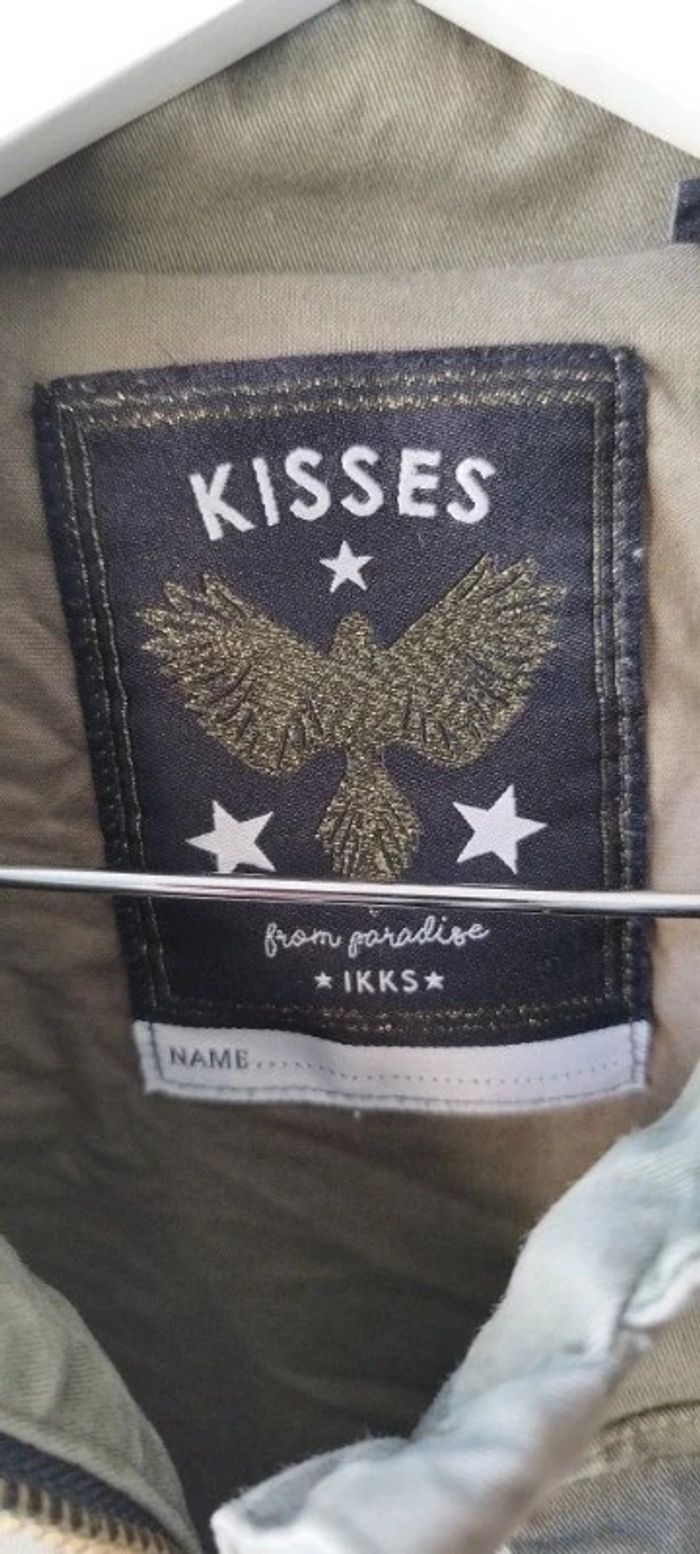 KISSES
from paradise
★IKKS★
NAME..............................